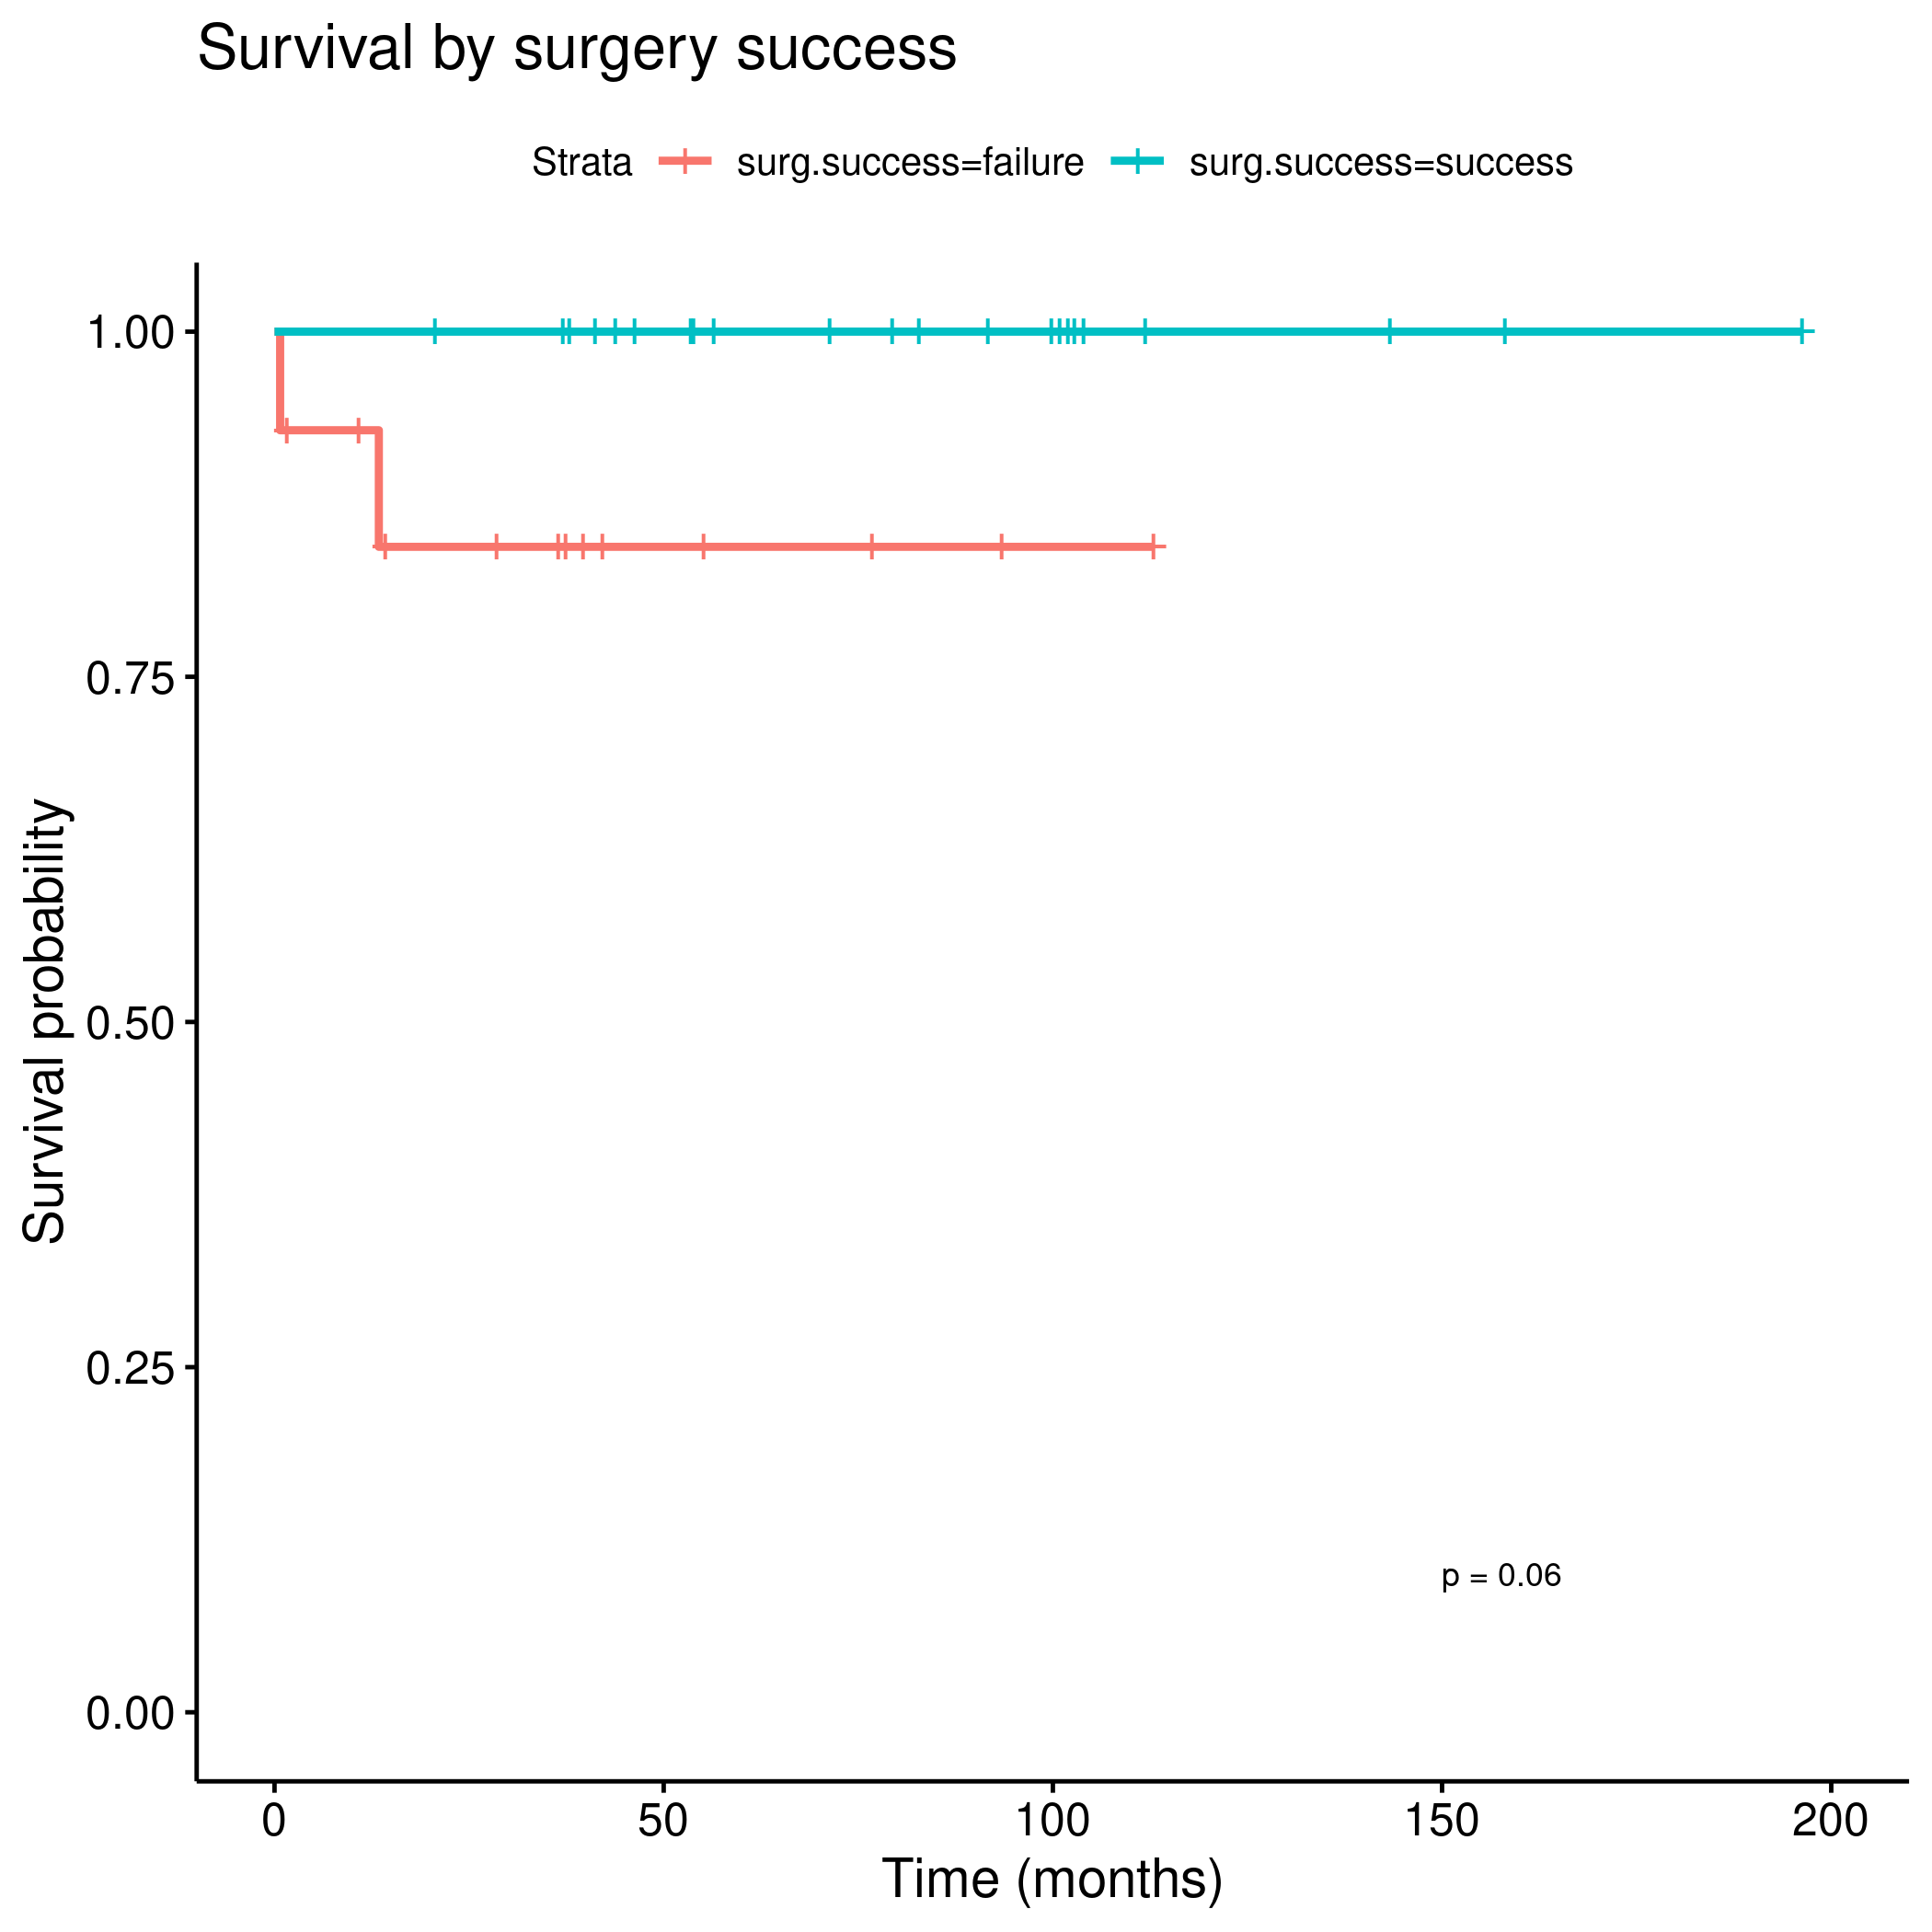 Survival by surgery success
Strata surg.success=failure surg.success=success
Survival probability
1.00
0.75
0.50
0.25
0.00
p = 0.06
0 50 100 150 200
Time (months)